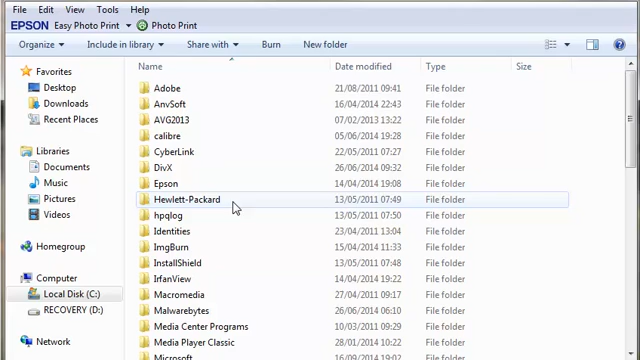 File Edit View Tools Help
EPSON Easy Photo Print Photo Print
Organize Include in library Share with Burn New folder
Name Date modified Type Size
Favorites
Desktop
Downloads
Recent Places
Libraries
Documents
Music
Pictures
Videos
Homegroup
Computer
Local Disk (C:)
RECOVERY (D:)
Network
Adobe 21/08/2011 09:41 File folder
AnvSoft 16/04/2014 22:43 File folder
AVG2013 07/02/2013 13:22 File folder
calibre 05/06/2014 19:28 File folder
CyberLink 22/05/2011 07:27 File folder
DivX 26/06/2014 09:32 File folder
Epson 14/04/2014 19:08 File folder
Hewlett-Packard 13/05/2011 07:49 File folder
hpqlog 13/05/2011 07:50 File folder
Identities 23/04/2011 13:04 File folder
ImgBurn 15/04/2014 11:33 File folder
InstallShield 13/05/2011 07:48 File folder
IrfanView 14/04/2014 19:22 File folder
Macromedia 27/04/2011 09:17 File folder
Malwarebytes 26/06/2014 06:10 File folder
Media Center Programs 10/03/2011 09:29 File folder
Media Player Classic 28/01/2014 10:22 File folder
Microsoft 13/09/2014 18:58 File folder